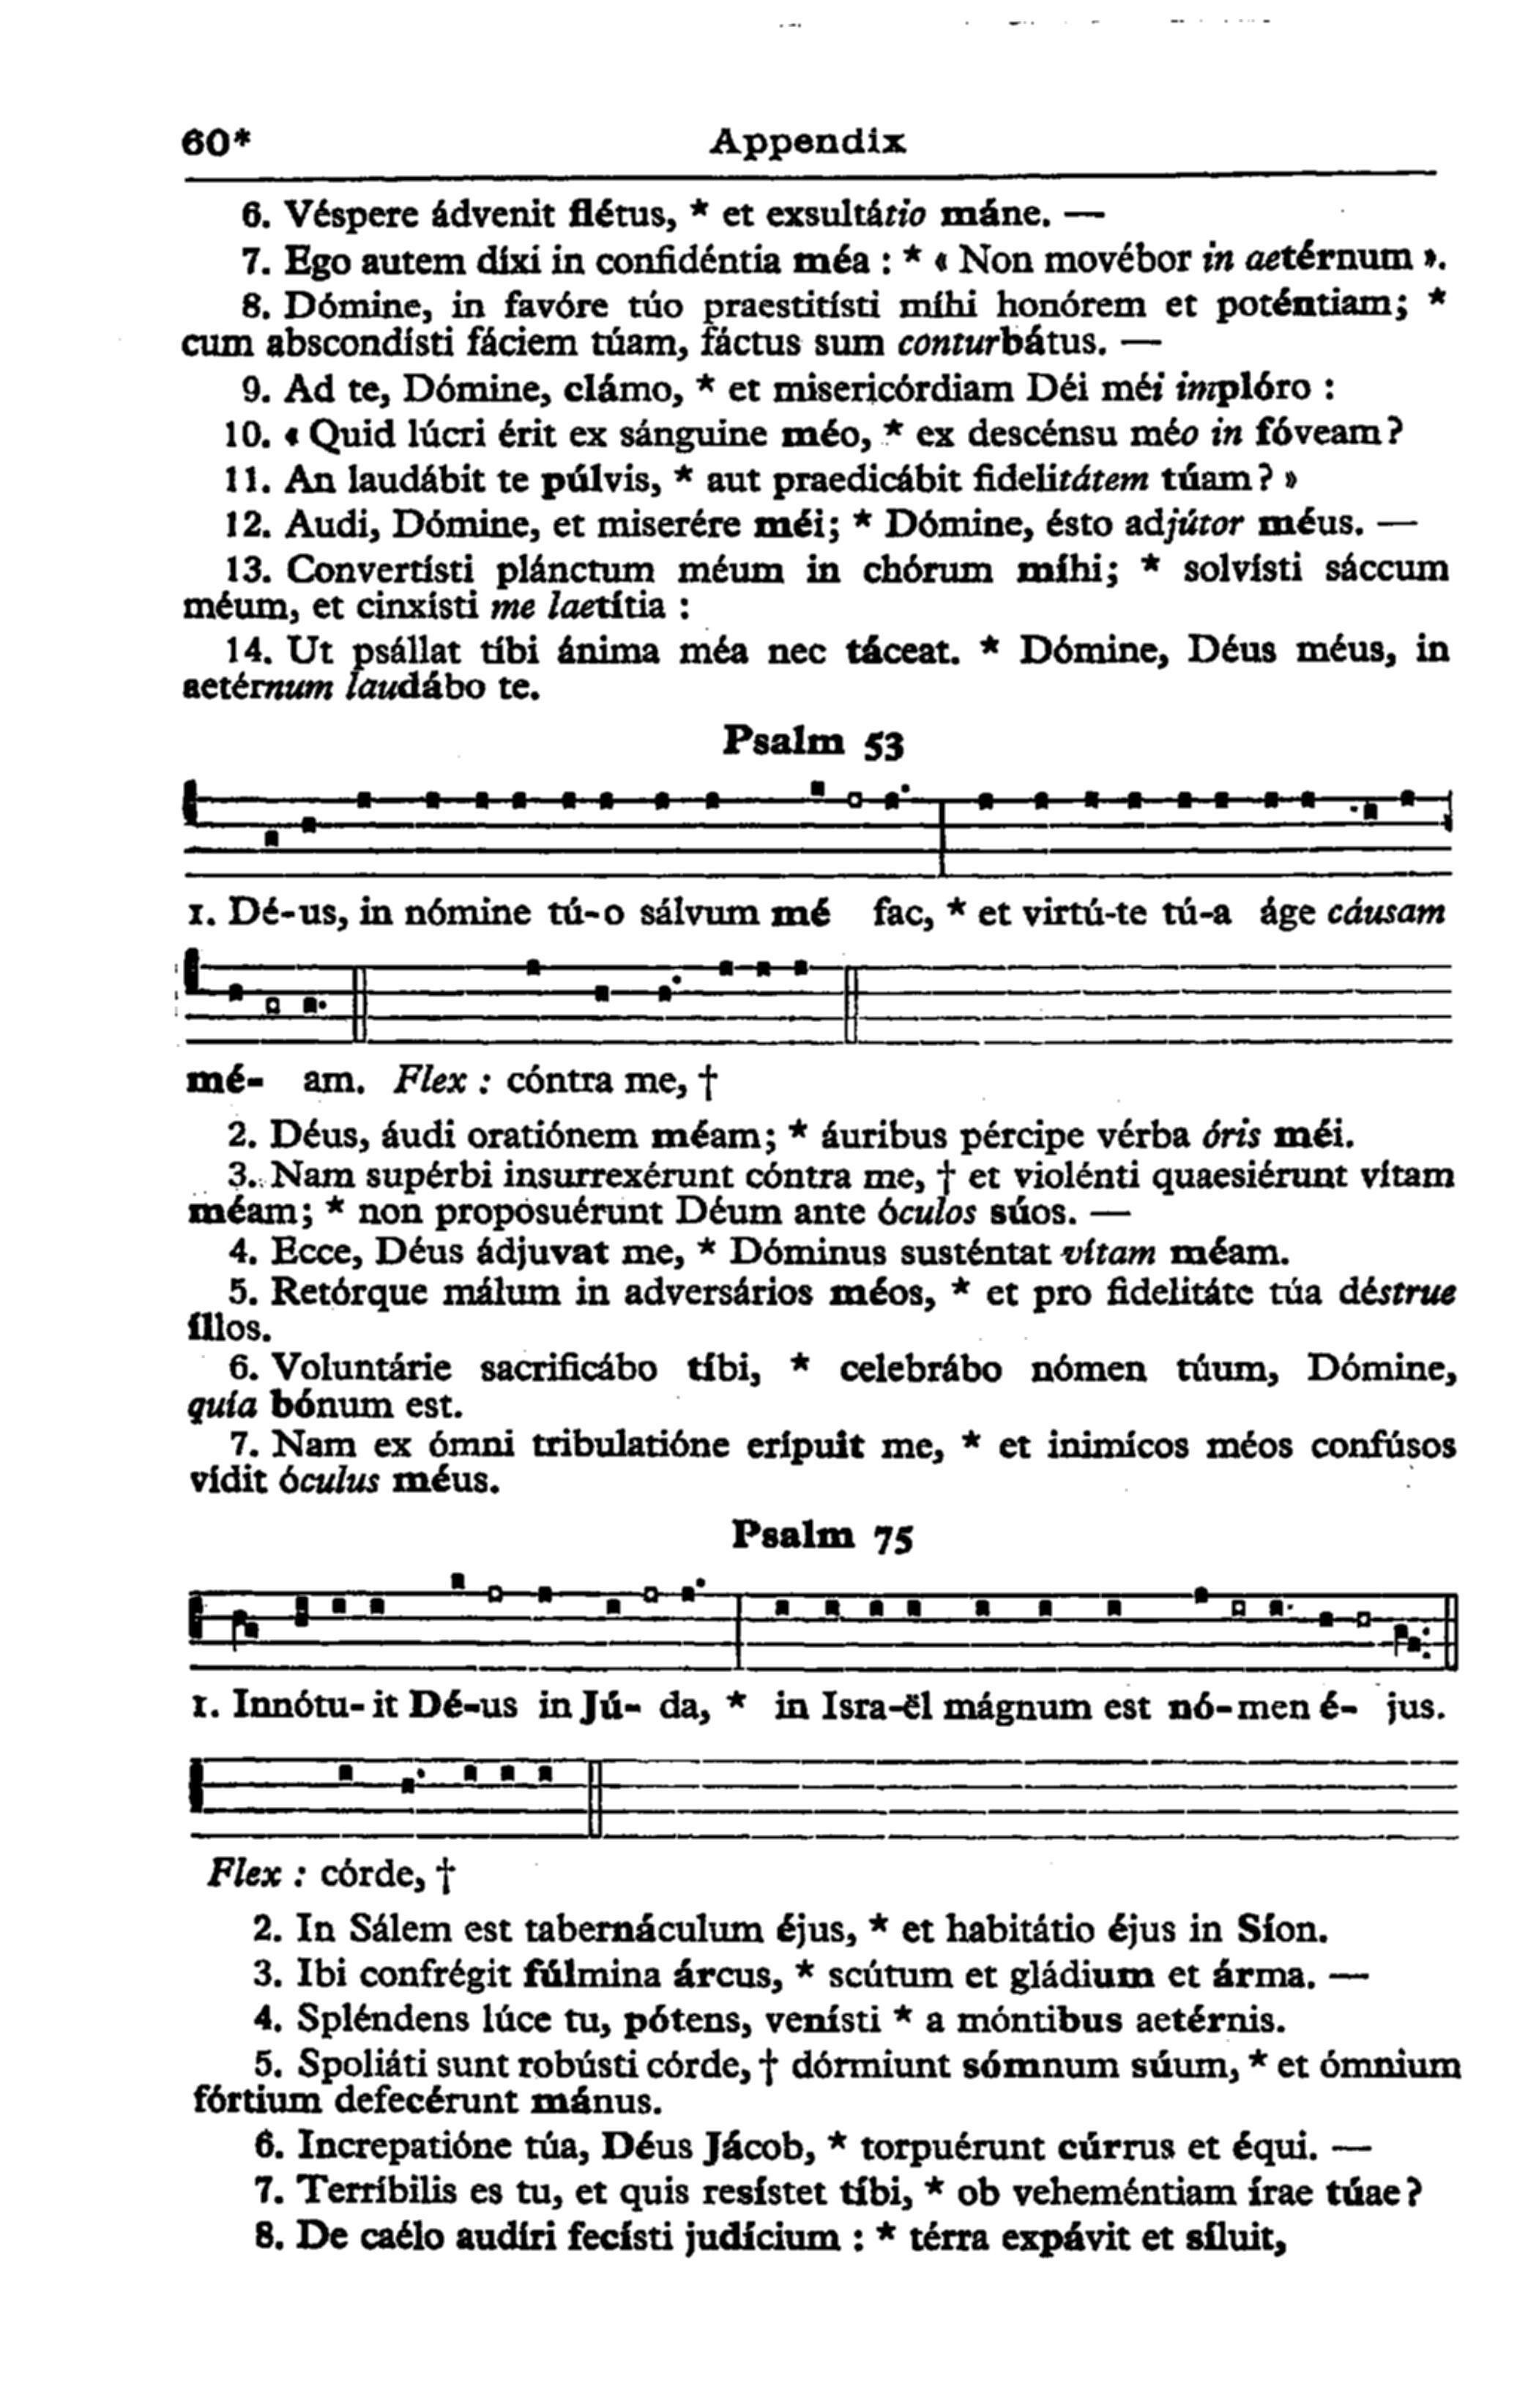 60* Appendix
6. Véspere ádvenit flétus, * et exsultátio máne. —
7. Ego autem díxi in confidéntia méa : * « Non movébor in aetérnum ».
8. Dómine, in favóre túo praestitísti míhi honórem et poténtiam; *
cum abscondísti fáciem túam, fáctus sum conturbátus. —
9. Ad te, Dómine, clámo, * et misericórdiam Déi méi implóro :
10. « Quid lúcri érit ex sánguine méo, * ex descénsu méo in fóveam?
11. An laudábit te púlvis, * aut praedicábit fidelitátem túam? »
12. Audi, Dómine, et miserére méi; * Dómine, ésto adjútor méus. —
13. Convertísti plánctum méum in chórum míhi; * solvísti sáccum
méum, et cinxísti me laetítia :
14. Ut psállat tíbi ánima méa nec táceat. * Dómine, Déus méus, in
aetérnum laudábo te.
Psalm 53
1. Dé-us, in nómine tú-o sálvum mé fac, * et virtú-te tú-a áge cáusam
mé- am. Flex : cóntra me, †
2. Déus, áudi oratiónem méam; * áuribus pércipe vérba óris méi.
3. Nam supérbi insurrexérunt cóntra me, † et violénti quaesiérunt vítam
méam; * non proposuérunt Déum ante óculos súos. —
4. Ecce, Déus ádjuvat me, * Dóminus susténtat vítam méam.
5. Retórque málum in adversários méos, * et pro fidelitáte túa déstrue
íllos.
6. Voluntárie sacrificábo tíbi, * celebrábo nómen túum, Dómine,
quía bónum est.
7. Nam ex ómni tribulatióne erípuit me, * et inimícos méos confúsos
vídit óculus méus.
Psalm 75
1. Innótu- it Dé-us in Jú- da, * in Isra-ël mágnum est nó-men é- jus.
Flex : córde, †
2. In Sálem est tabernáculum éjus, * et habitátio éjus in Síon.
3. Ibi confrégit fúlmina árcus, * scútum et gládium et árma. —
4. Spléndens lúce tu, pótens, venísti * a móntibus aetérnis.
5. Spoliáti sunt robústi córde, † dórmiunt sómnum súum, * et ómnium
fórtium defecérunt mánus.
6. Increpatióne túa, Déus Jácob, * torpuérunt cúrrus et équi. —
7. Terríbilis es tu, et quis resístet tíbi, * ob veheméntiam írae túae?
8. De caélo audíri fecísti judícium : * térra expávit et síluit,